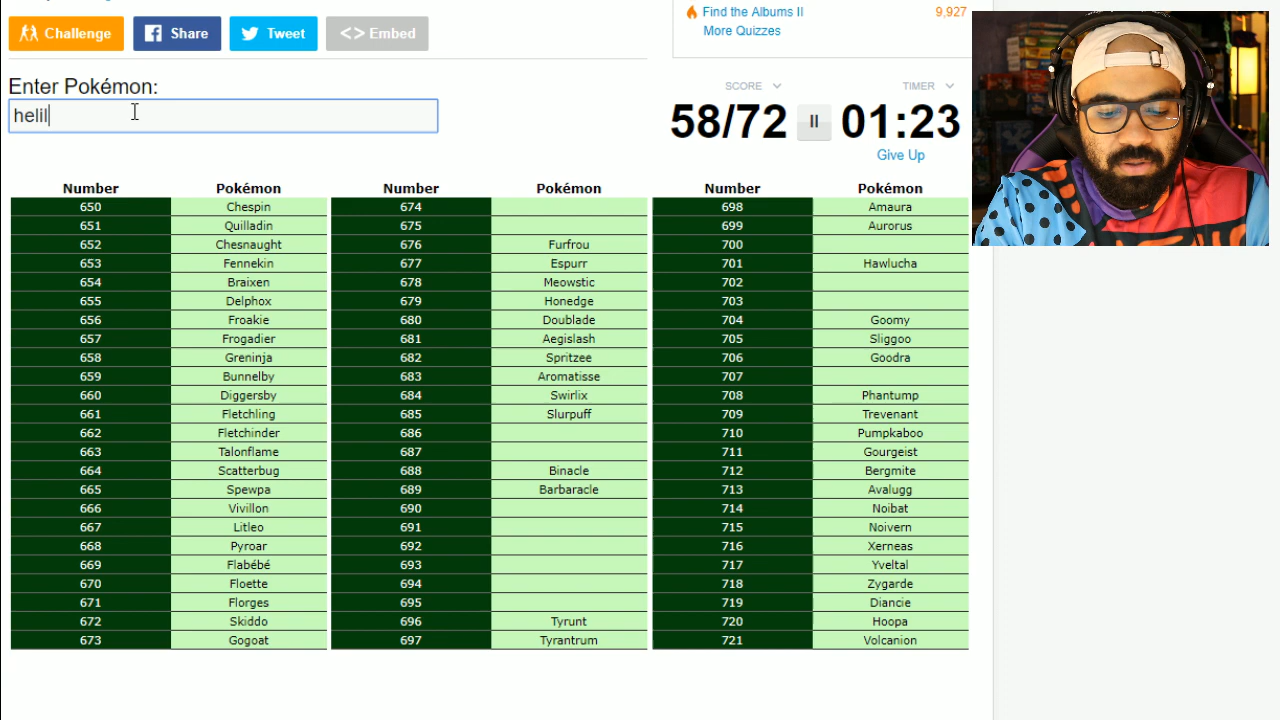 Find the Albums II 9,927
More Quizzes
Challenge Share Tweet <> Embed
Enter Pokémon:
helil
SCORE TIMER
58/72 01:23
Give Up
Number Pokémon Number Pokémon Number Pokémon
650 Chespin 674 698 Amaura
651 Quilladin 675 699 Aurorus
652 Chesnaught 676 Furfrou 700
653 Fennekin 677 Espurr 701 Hawlucha
654 Braixen 678 Meowstic 702
655 Delphox 679 Honedge 703
656 Froakie 680 Doublade 704 Goomy
657 Frogadier 681 Aegislash 705 Sliggoo
658 Greninja 682 Spritzee 706 Goodra
659 Bunnelby 683 Aromatisse 707
660 Diggersby 684 Swirlix 708 Phantump
661 Fletchling 685 Slurpuff 709 Trevenant
662 Fletchinder 686 710 Pumpkaboo
663 Talonflame 687 711 Gourgeist
664 Scatterbug 688 Binacle 712 Bergmite
665 Spewpa 689 Barbaracle 713 Avalugg
666 Vivillon 690 714 Noibat
667 Litleo 691 715 Noivern
668 Pyroar 692 716 Xerneas
669 Flabébé 693 717 Yveltal
670 Floette 694 718 Zygarde
671 Florges 695 719 Diancie
672 Skiddo 696 Tyrunt 720 Hoopa
673 Gogoat 697 Tyrantrum 721 Volcanion